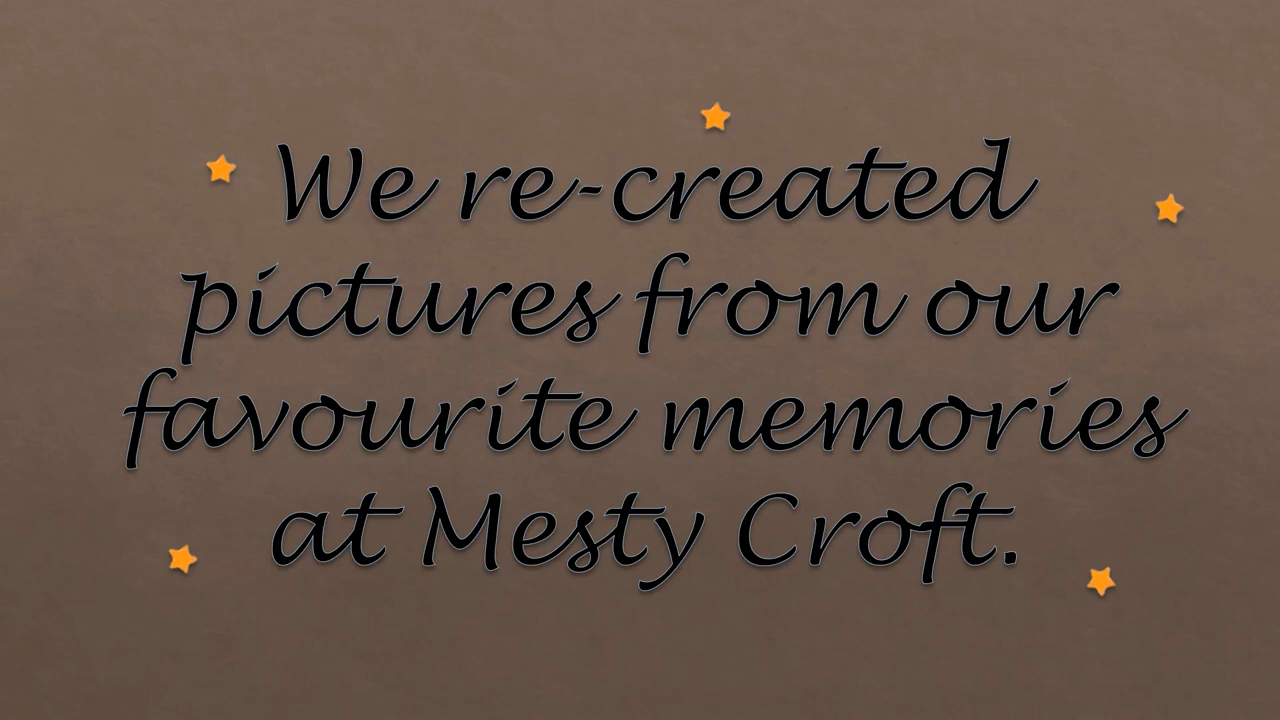 We re-created
pictures from our
favourite memories
at Mesty Croft.